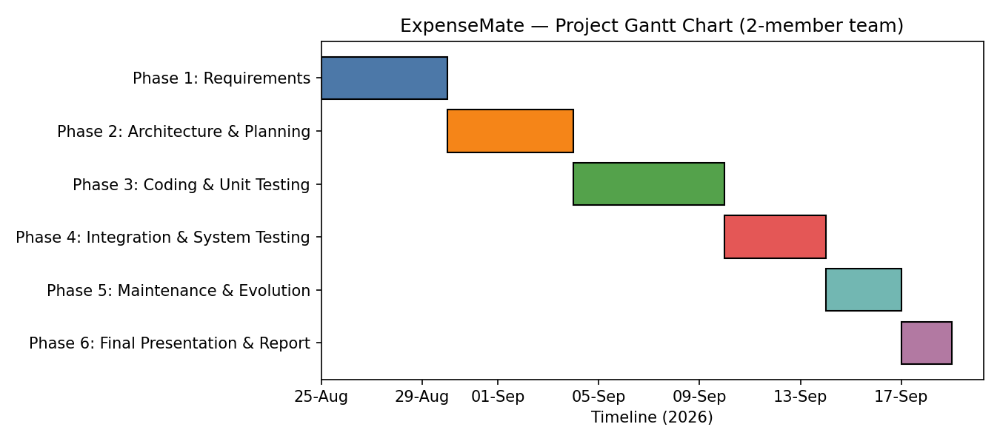 ExpenseMate — Project Gantt Chart (2-member team)
Phase 1: Requirements
Phase 2: Architecture & Planning
Phase 3: Coding & Unit Testing
Phase 4: Integration & System Testing
Phase 5: Maintenance & Evolution
Phase 6: Final Presentation & Report
25-Aug 29-Aug 01-Sep 05-Sep 09-Sep 13-Sep 17-Sep
Timeline (2026)